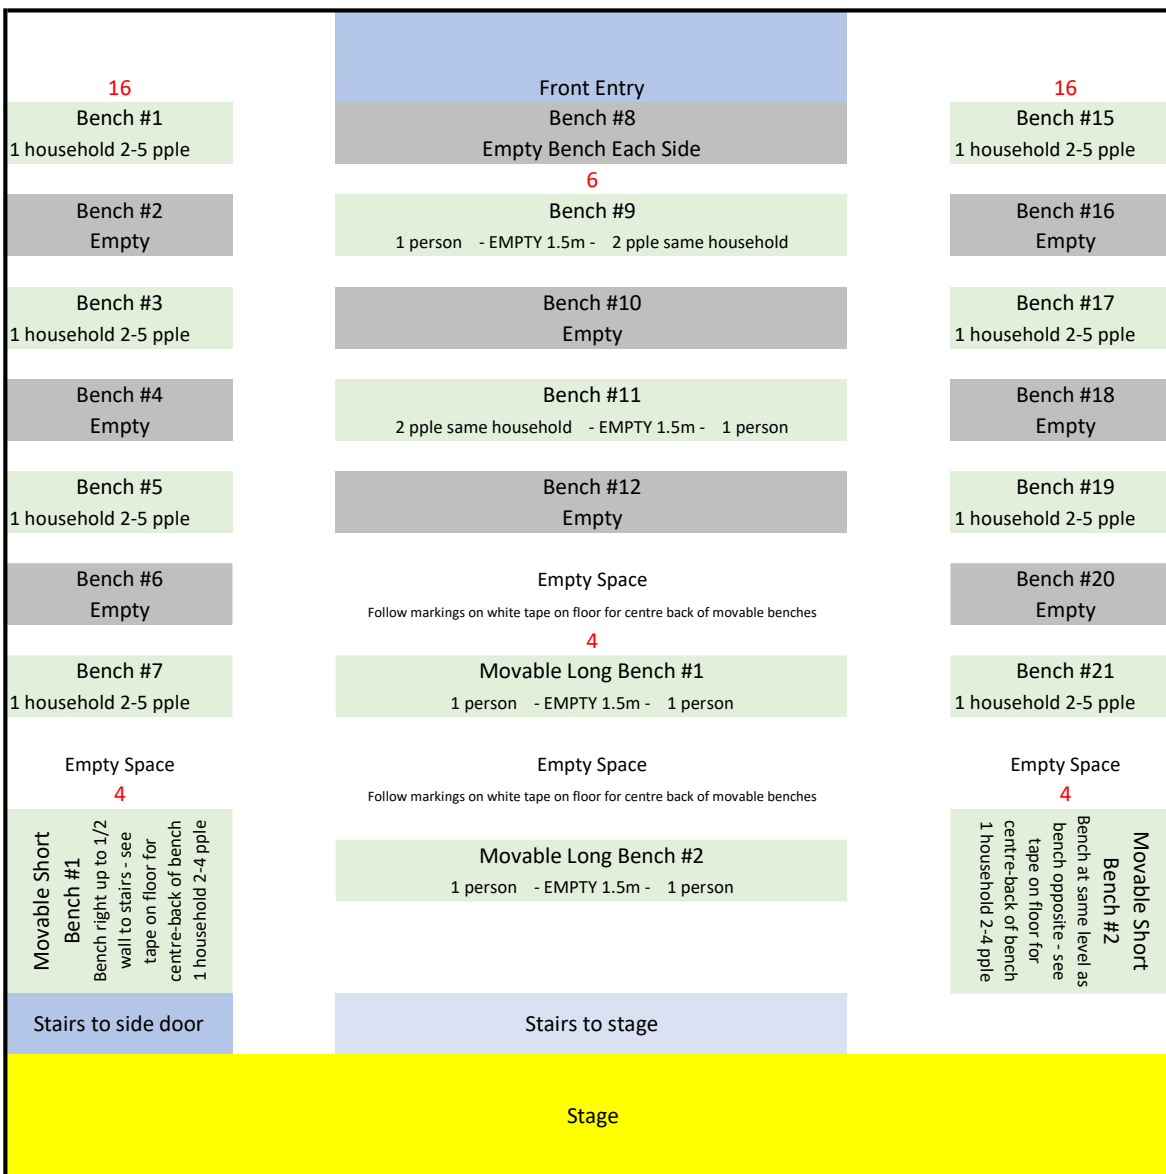 16
Bench #1
1 household 2-5 pple
Bench #2
Empty
Bench #3
1 household 2-5 pple
Bench #4
Empty
Bench #5
1 household 2-5 pple
Bench #6
Empty
Bench #7
1 household 2-5 pple
Empty Space
4
Movable Short
Bench #1
Bench right up to 1/2
wall to stairs - see
tape on floor for
centre-back of bench
1 household 2-4 pple
Stairs to side door
Front Entry
Bench #8
Empty Bench Each Side
6
Bench #9
1 person - EMPTY 1.5m - 2 pple same household
Bench #10
Empty
Bench #11
2 pple same household - EMPTY 1.5m - 1 person
Bench #12
Empty
Empty Space
Follow markings on white tape on floor for centre back of movable benches
4
Movable Long Bench #1
1 person - EMPTY 1.5m - 1 person
Empty Space
Follow markings on white tape on floor for centre back of movable benches
Movable Long Bench #2
1 person - EMPTY 1.5m - 1 person
Stairs to stage
16
Bench #15
1 household 2-5 pple
Bench #16
Empty
Bench #17
1 household 2-5 pple
Bench #18
Empty
Bench #19
1 household 2-5 pple
Bench #20
Empty
Bench #21
1 household 2-5 pple
Empty Space
4
Movable Short
Bench #2
Bench at same level as
bench opposite - see
tape on floor for
centre-back of bench
1 household 2-4 pple
Stage